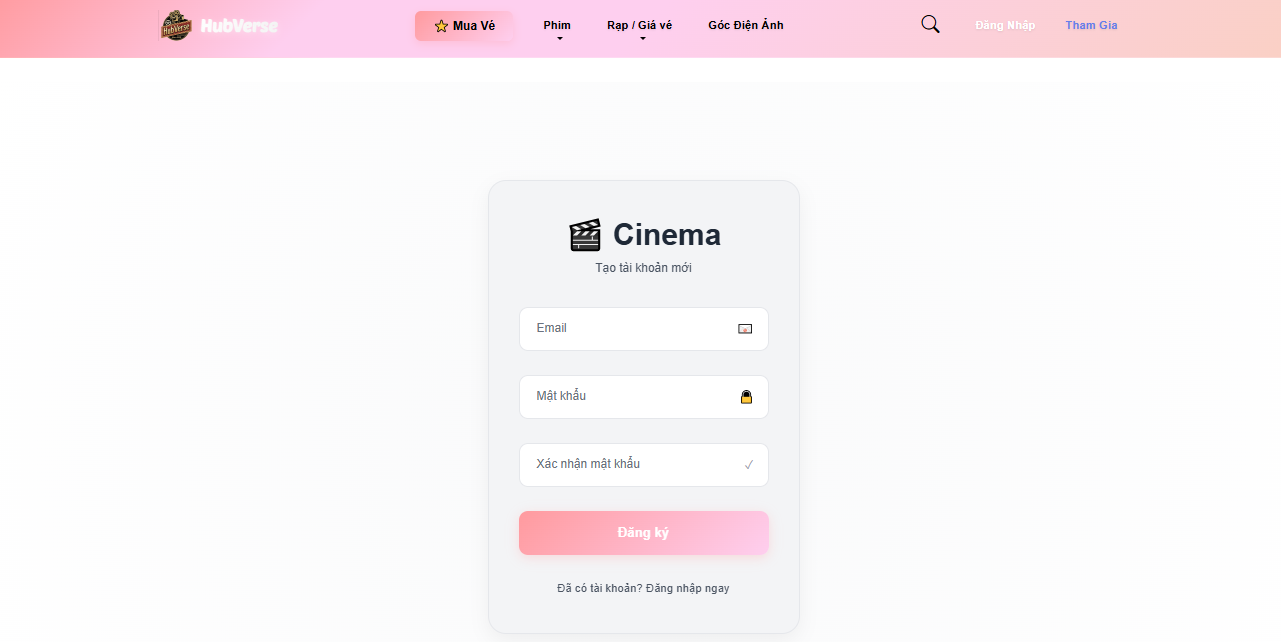 HubVerse HubVerse ⭐ Mua Vé Phim Rạp / Giá vé Góc Điện Ảnh Đăng Nhập Tham Gia
🎬 Cinema
Tạo tài khoản mới
Email
Mật khẩu
Xác nhận mật khẩu ✓
Đăng ký
Đã có tài khoản? Đăng nhập ngay